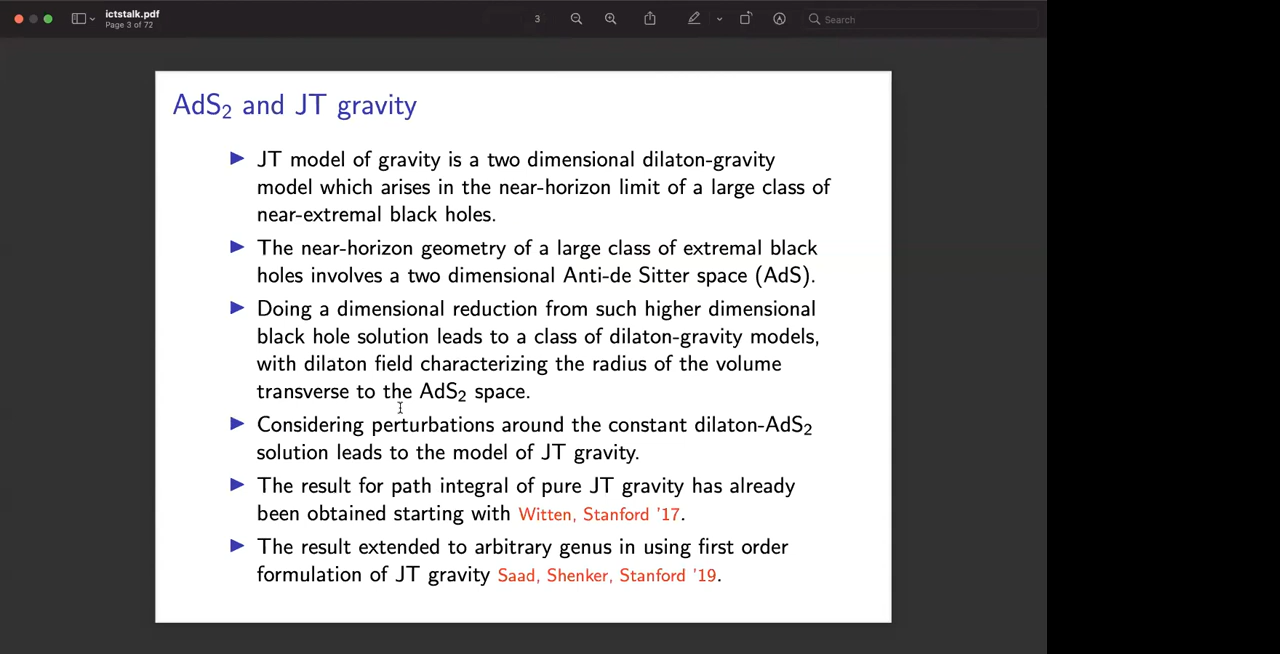 ictstalk.pdf
Page 3 of 72
3
Search
AdS₂ and JT gravity
▶ JT model of gravity is a two dimensional dilaton-gravity
model which arises in the near-horizon limit of a large class of
near-extremal black holes.
▶ The near-horizon geometry of a large class of extremal black
holes involves a two dimensional Anti-de Sitter space (AdS).
▶ Doing a dimensional reduction from such higher dimensional
black hole solution leads to a class of dilaton-gravity models,
with dilaton field characterizing the radius of the volume
transverse to the AdS₂ space.
▶ Considering perturbations around the constant dilaton-AdS₂
solution leads to the model of JT gravity.
▶ The result for path integral of pure JT gravity has already
been obtained starting with Witten, Stanford '17.
▶ The result extended to arbitrary genus in using first order
formulation of JT gravity Saad, Shenker, Stanford '19.